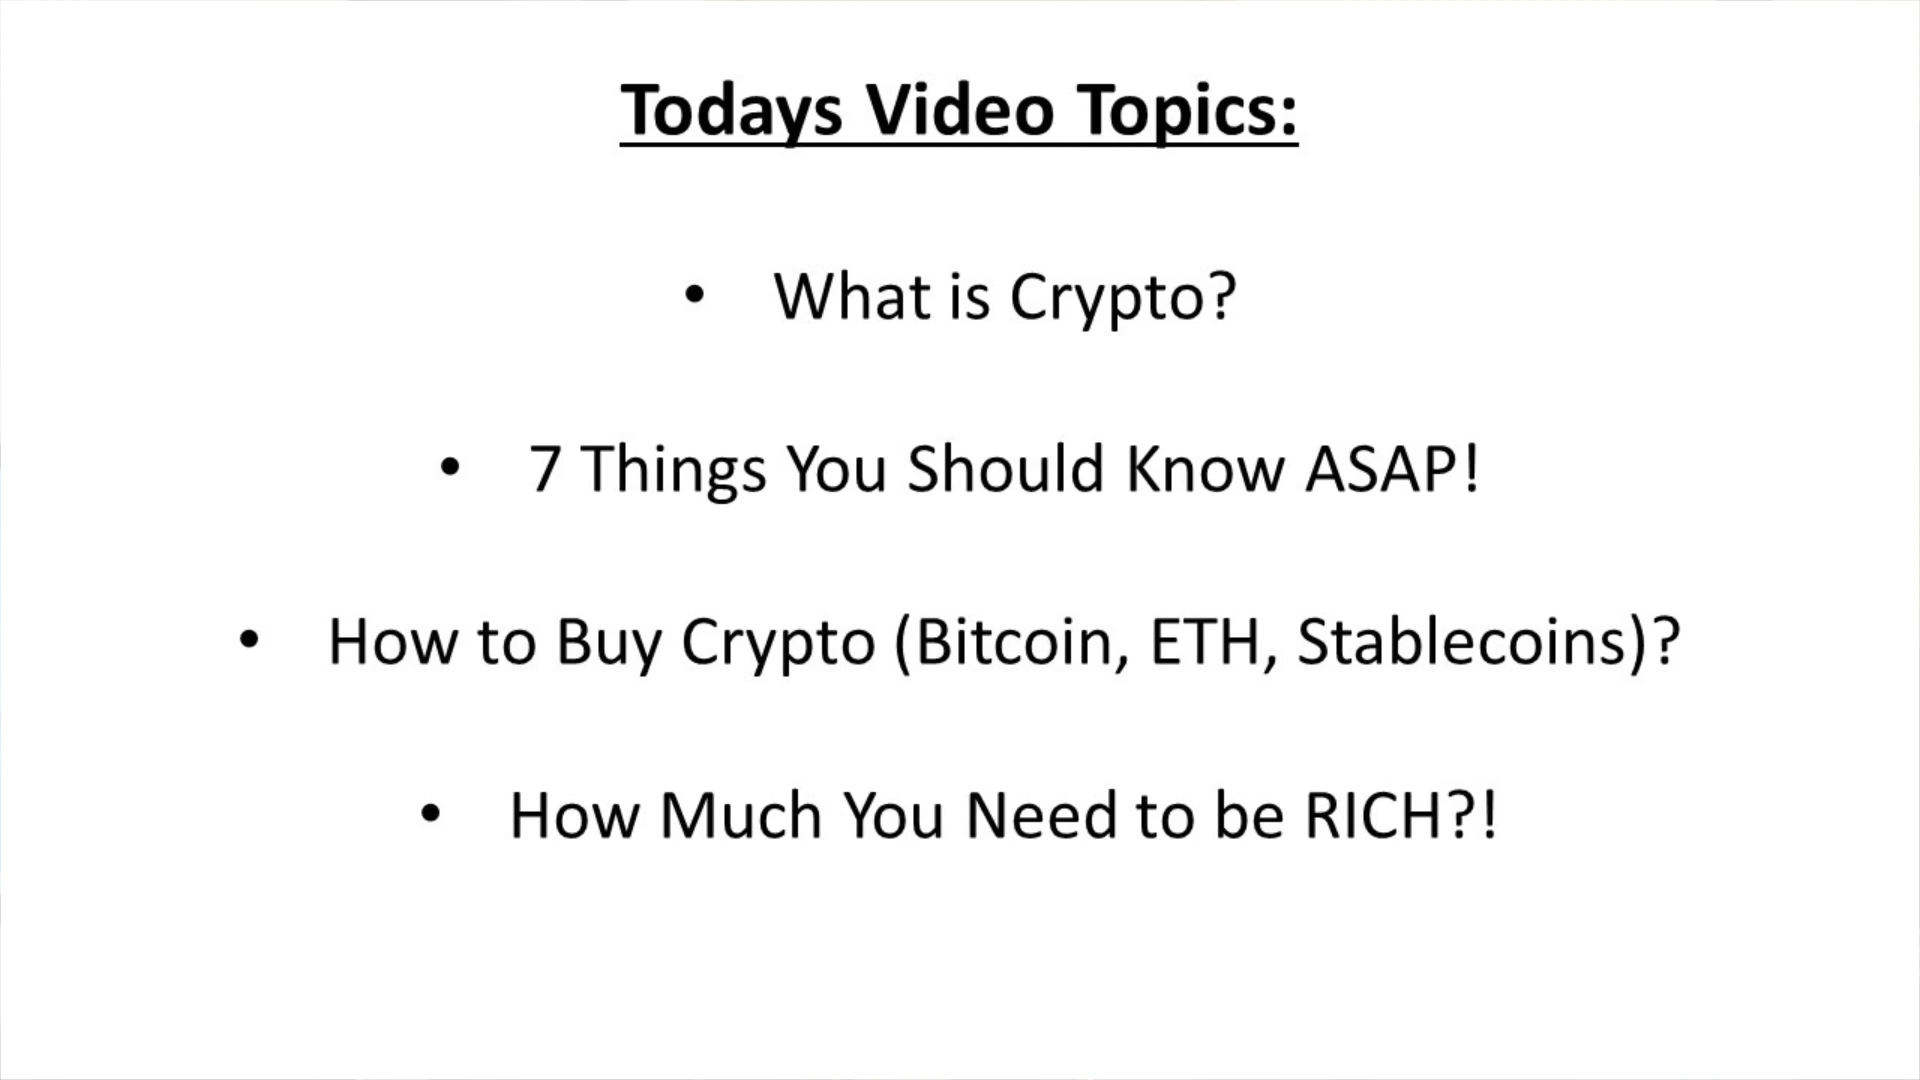 Todays Video Topics:
• What is Crypto?
• 7 Things You Should Know ASAP!
• How to Buy Crypto (Bitcoin, ETH, Stablecoins)?
• How Much You Need to be RICH?!